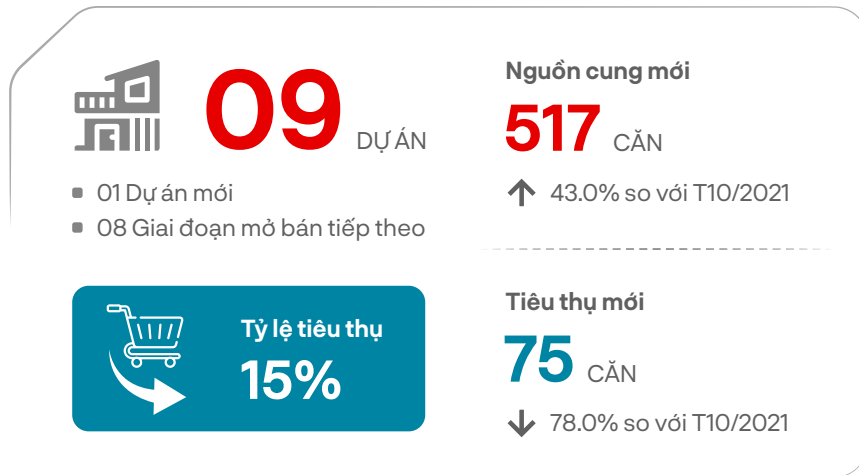 09 DỰ ÁN
01 Dự án mới
08 Giai đoạn mở bán tiếp theo
Tỷ lệ tiêu thụ
15%
Nguồn cung mới
517 CĂN
43.0% so với T10/2021
Tiêu thụ mới
75 CĂN
78.0% so với T10/2021